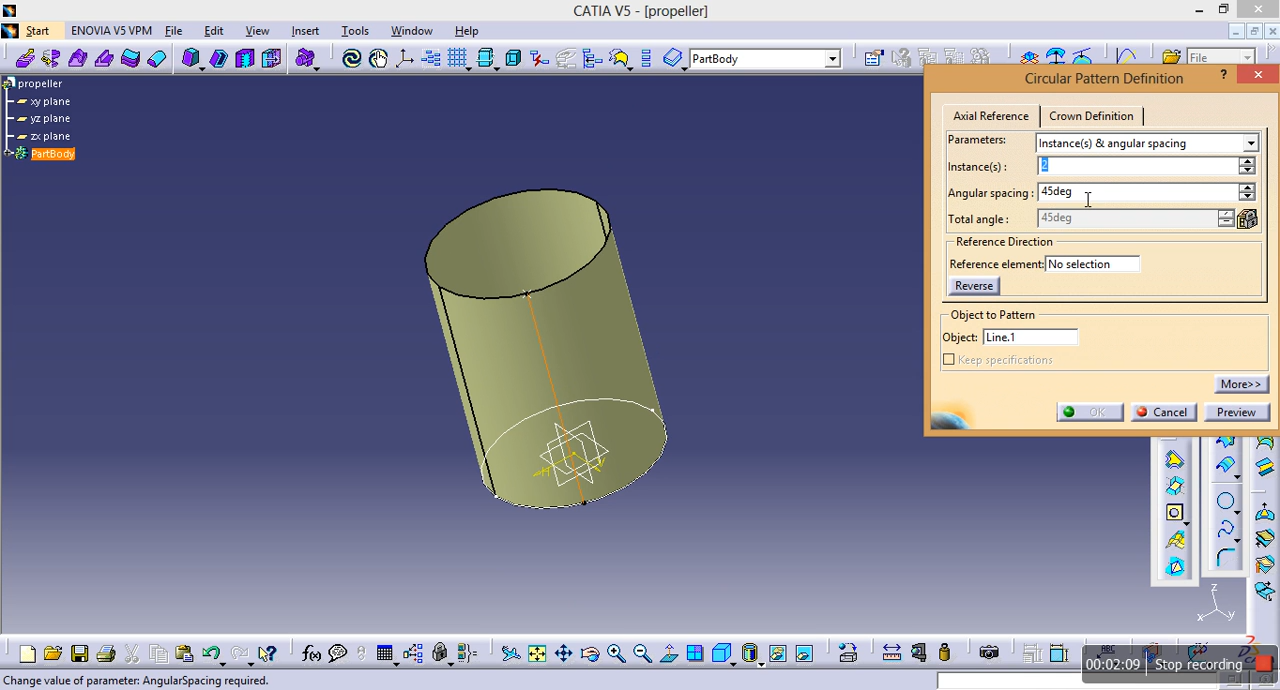 CATIA V5 - [propeller]
Start ENOVIA V5 VPM File Edit View Insert Tools Window Help
PartBody
File
propeller
xy plane
yz plane
zx plane
PartBody
Circular Pattern Definition
? 
Axial Reference Crown Definition
Parameters: Instance(s) & angular spacing
Instance(s) : 2
Angular spacing : 45deg
Total angle : 45deg
Reference Direction
Reference element: No selection
Reverse
Object to Pattern
Object: Line.1
Keep specifications
More>>
OK Cancel Preview
z
x y
f(x)
00:02:09 Stop recording
Change value of parameter: AngularSpacing required.